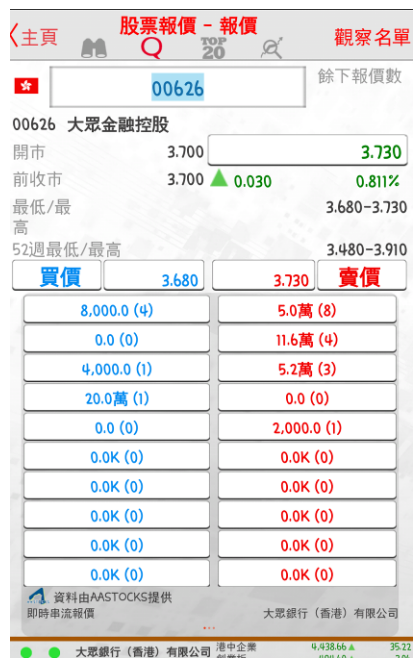 主頁
股票報價 - 報價
觀察名單
Q
TOP
20
00626
餘下報價數
00626 大眾金融控股
開市 3.700 3.730
前收市 3.700 ▲ 0.030 0.811%
最低/最高 3.680-3.730
52週最低/最高 3.480-3.910
買價 3.680 3.730 賣價
8,000.0 (4) 5.0萬 (8)
0.0 (0) 11.6萬 (4)
4,000.0 (1) 5.2萬 (3)
20.0萬 (1) 0.0 (0)
0.0 (0) 2,000.0 (1)
0.0K (0) 0.0K (0)
0.0K (0) 0.0K (0)
0.0K (0) 0.0K (0)
0.0K (0) 0.0K (0)
0.0K (0) 0.0K (0)
資料由AASTOCKS提供
即時串流報價 大眾銀行（香港）有限公司
大眾銀行（香港）有限公司 港中企業 4,438.66▲ 35.22